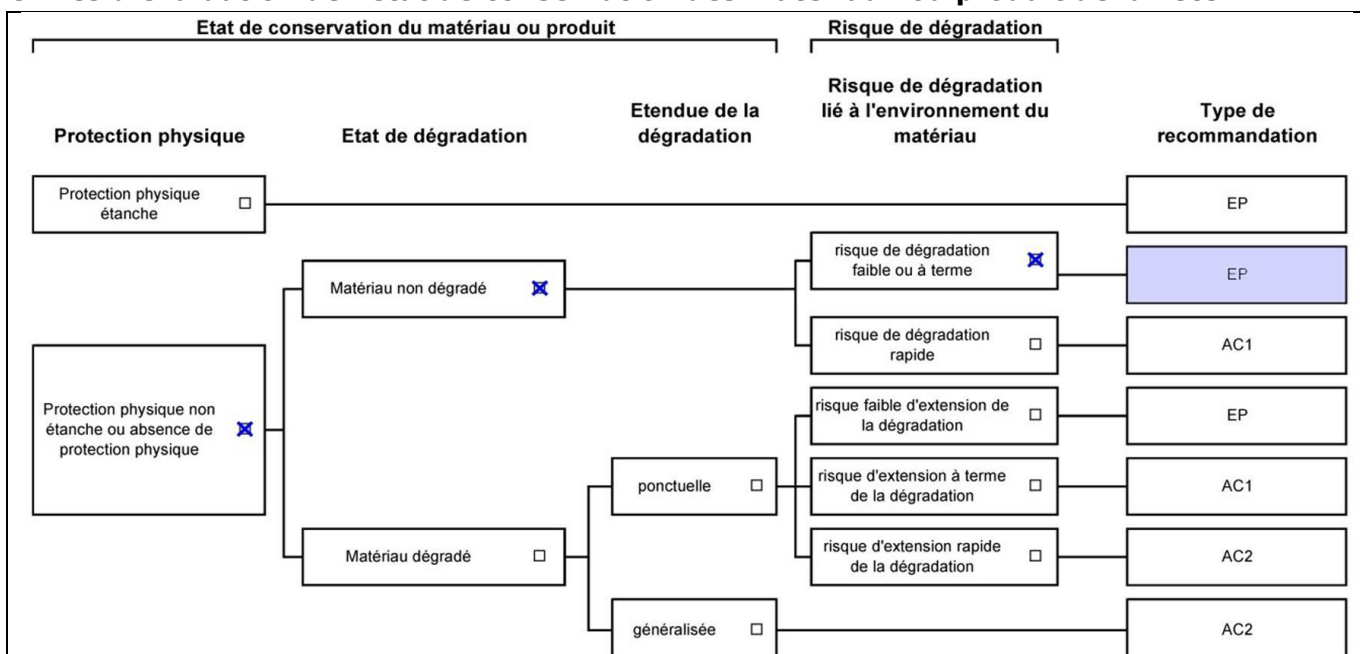 Etat de conservation du matériau ou produit
Risque de dégradation
Protection physique
Etat de dégradation
Etendue de la
dégradation
Risque de dégradation
lié à l'environnement du
matériau
Type de
recommandation
Protection physique
étanche
EP
risque de dégradation
faible ou à terme
EP
Matériau non dégradé
risque de dégradation
rapide
AC1
Protection physique non
étanche ou absence de
protection physique
risque faible d'extension de
la dégradation
EP
ponctuelle
risque d'extension à terme
de la dégradation
AC1
Matériau dégradé
risque d'extension rapide
de la dégradation
AC2
généralisée
AC2